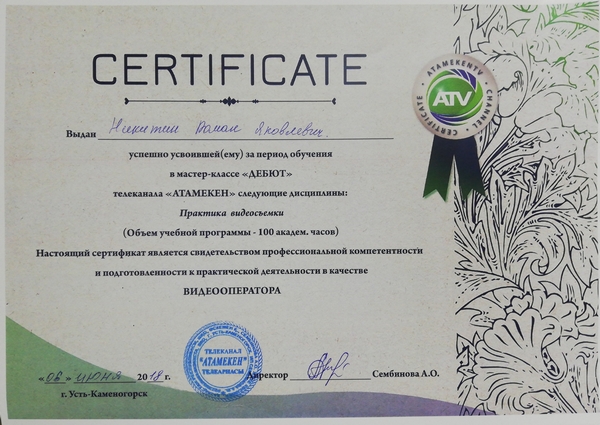 CERTIFICATE
ATAMEKENTV
CHANNEL
CERTIFICATE
ATV
Выдан Никитин Роман Яковлевич.
успешно усвоившей(ему) за период обучения
в мастер-классе «ДЕБЮТ»
телеканала «АТАМЕКЕН» следующие дисциплины:
Практика видеосъемки
(Объем учебной программы - 100 академ. часов)
Настоящий сертификат является свидетельством профессиональной компетентности
и подготовленности к практической деятельности в качестве
ВИДЕООПЕРАТОРА
ТЕЛЕКАНАЛ
"АТАМЕКЕН"
ТЕЛЕАРНАСЫ
«06» июня 2018 г.
Директор Сембинова А.О.
г. Усть-Каменогорск